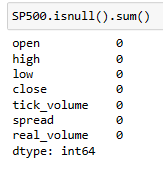 SP500.isnull().sum()
open 0
high 0
low 0
close 0
tick_volume 0
spread 0
real_volume 0
dtype: int64